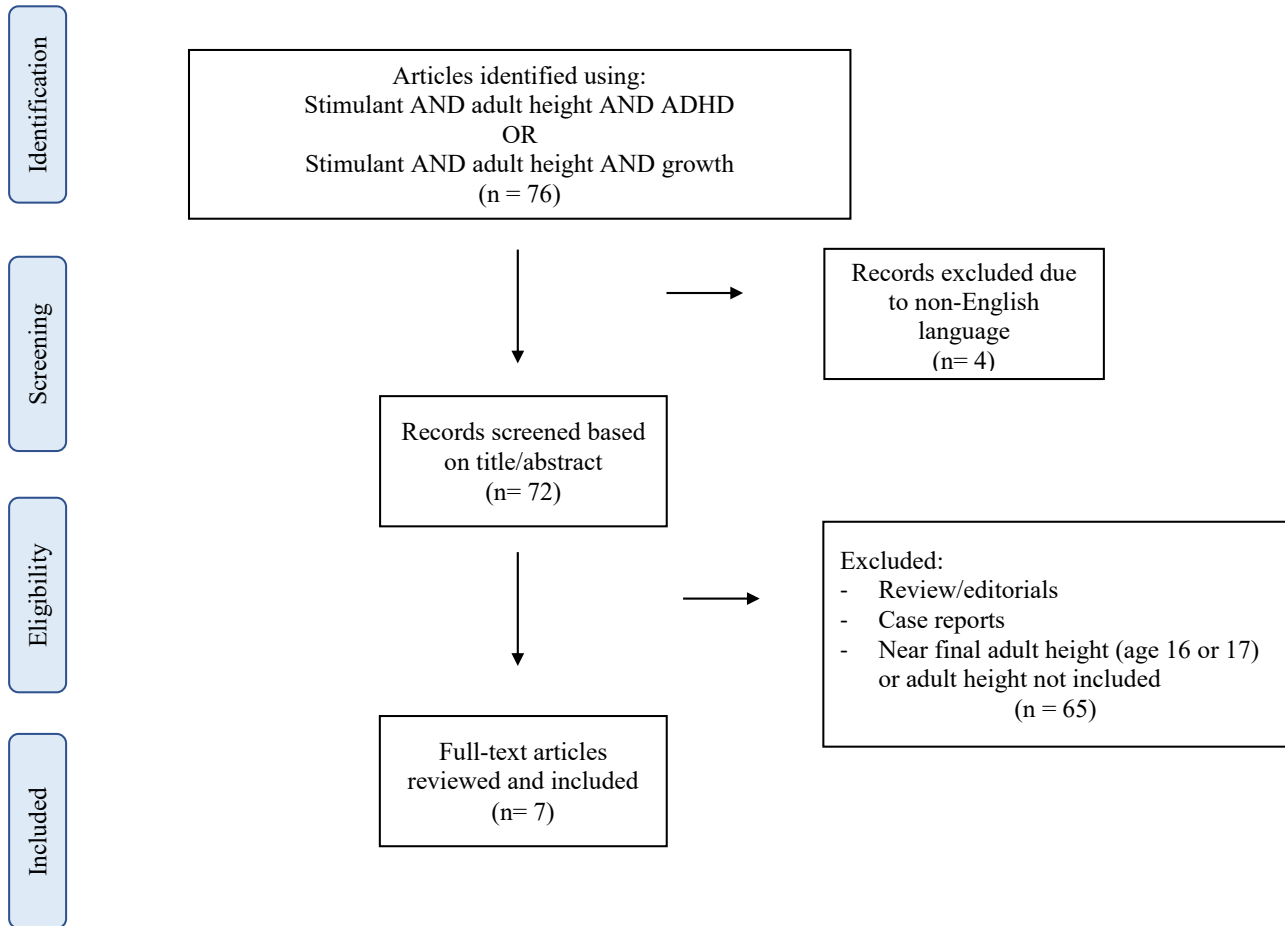 Identification
Articles identified using:
Stimulant AND adult height AND ADHD
OR
Stimulant AND adult height AND growth
(n = 76)
Screening
Records excluded due
to non-English
language
(n= 4)
Records screened based
on title/abstract
(n= 72)
Eligibility
Excluded:
- Review/editorials
- Case reports
- Near final adult height (age 16 or 17)
or adult height not included
(n = 65)
Included
Full-text articles
reviewed and included
(n= 7)